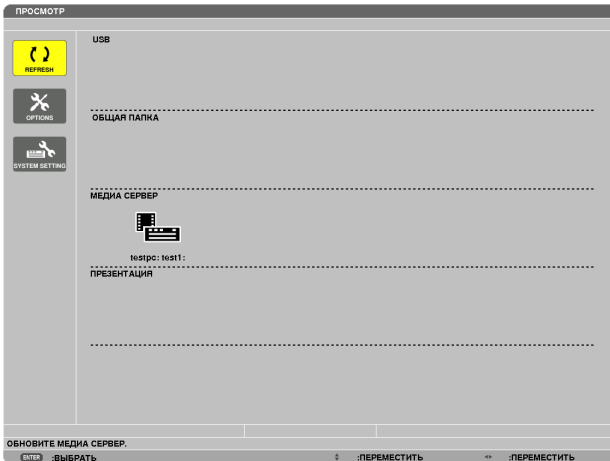 ПРОСМОТР
USB
REFRESH
OPTIONS
ОБЩАЯ ПАПКА
SYSTEM SETTING
МЕДИА СЕРВЕР
testpc: test1:
ПРЕЗЕНТАЦИЯ
ОБНОВИТЕ МЕДИА СЕРВЕР.
ENTER :ВЫБРАТЬ :ПЕРЕМЕСТИТЬ :ПЕРЕМЕСТИТЬ